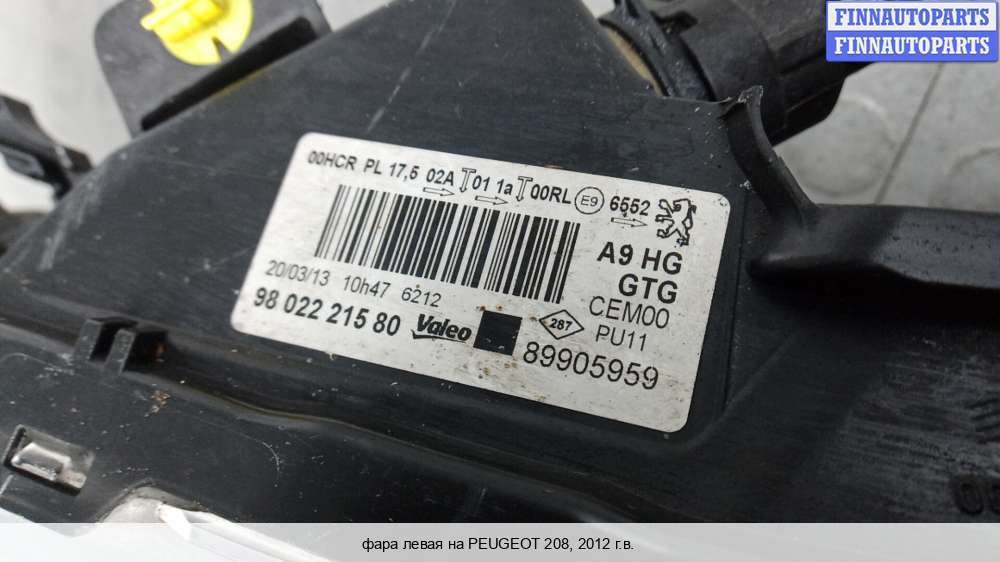 FINNAUTOPARTS
FINNAUTOPARTS
00HCR PL 17,5 02A 01 1a 00RL E9 6552
A9 HG
GTG
CEM00
PU11
20/03/13 10h47 6212
98 022 215 80 Valeo 287 89905959
фара левая на PEUGEOT 208, 2012 г.в.